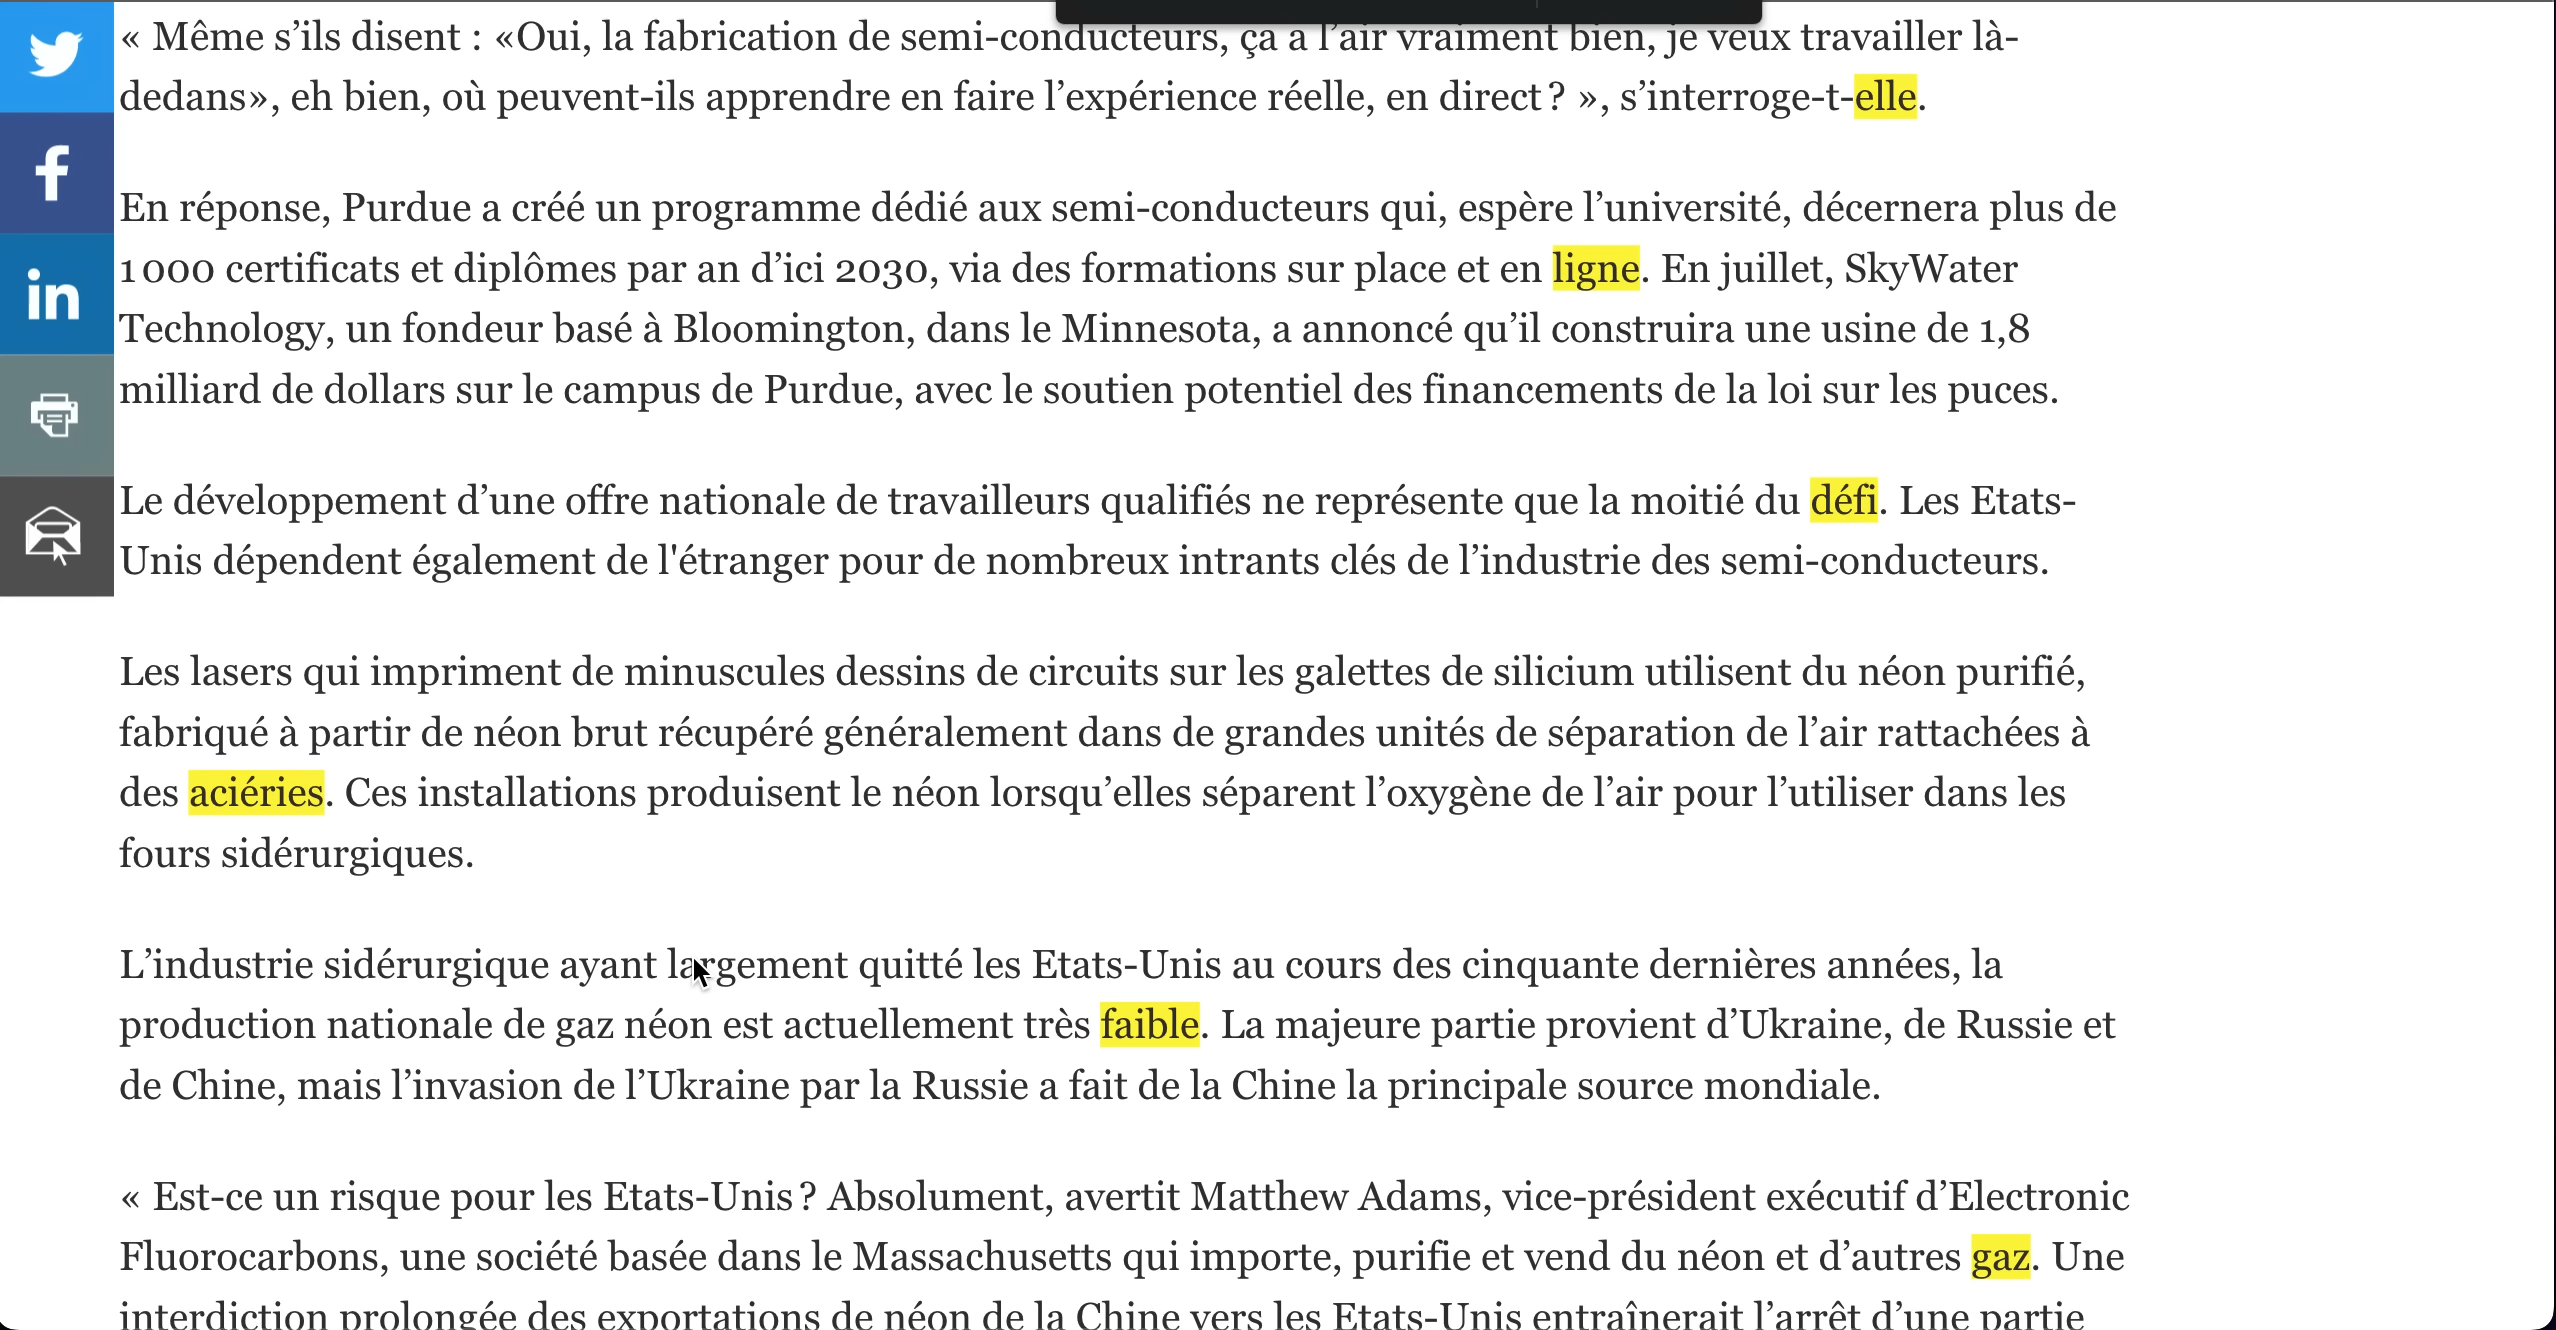 « Même s’ils disent : «Oui, la fabrication de semi-conducteurs, ça a l’air vraiment bien, je veux travailler là-
dedans», eh bien, où peuvent-ils apprendre en faire l’expérience réelle, en direct ? », s’interroge-t-elle.
En réponse, Purdue a créé un programme dédié aux semi-conducteurs qui, espère l’université, décernera plus de
1 000 certificats et diplômes par an d’ici 2030, via des formations sur place et en ligne. En juillet, SkyWater
Technology, un fondeur basé à Bloomington, dans le Minnesota, a annoncé qu’il construira une usine de 1,8
milliard de dollars sur le campus de Purdue, avec le soutien potentiel des financements de la loi sur les puces.
Le développement d’une offre nationale de travailleurs qualifiés ne représente que la moitié du défi. Les Etats-
Unis dépendent également de l'étranger pour de nombreux intrants clés de l’industrie des semi-conducteurs.
Les lasers qui impriment de minuscules dessins de circuits sur les galettes de silicium utilisent du néon purifié,
fabriqué à partir de néon brut récupéré généralement dans de grandes unités de séparation de l’air rattachées à
des aciéries. Ces installations produisent le néon lorsqu’elles séparent l’oxygène de l’air pour l’utiliser dans les
fours sidérurgiques.
L’industrie sidérurgique ayant largement quitté les Etats-Unis au cours des cinquante dernières années, la
production nationale de gaz néon est actuellement très faible. La majeure partie provient d’Ukraine, de Russie et
de Chine, mais l’invasion de l’Ukraine par la Russie a fait de la Chine la principale source mondiale.
« Est-ce un risque pour les Etats-Unis ? Absolument, avertit Matthew Adams, vice-président exécutif d’Electronic
Fluorocarbons, une société basée dans le Massachusetts qui importe, purifie et vend du néon et d’autres gaz. Une
interdiction prolongée des exportations de néon de la Chine vers les Etats-Unis entraînerait l’arrêt d’une partie